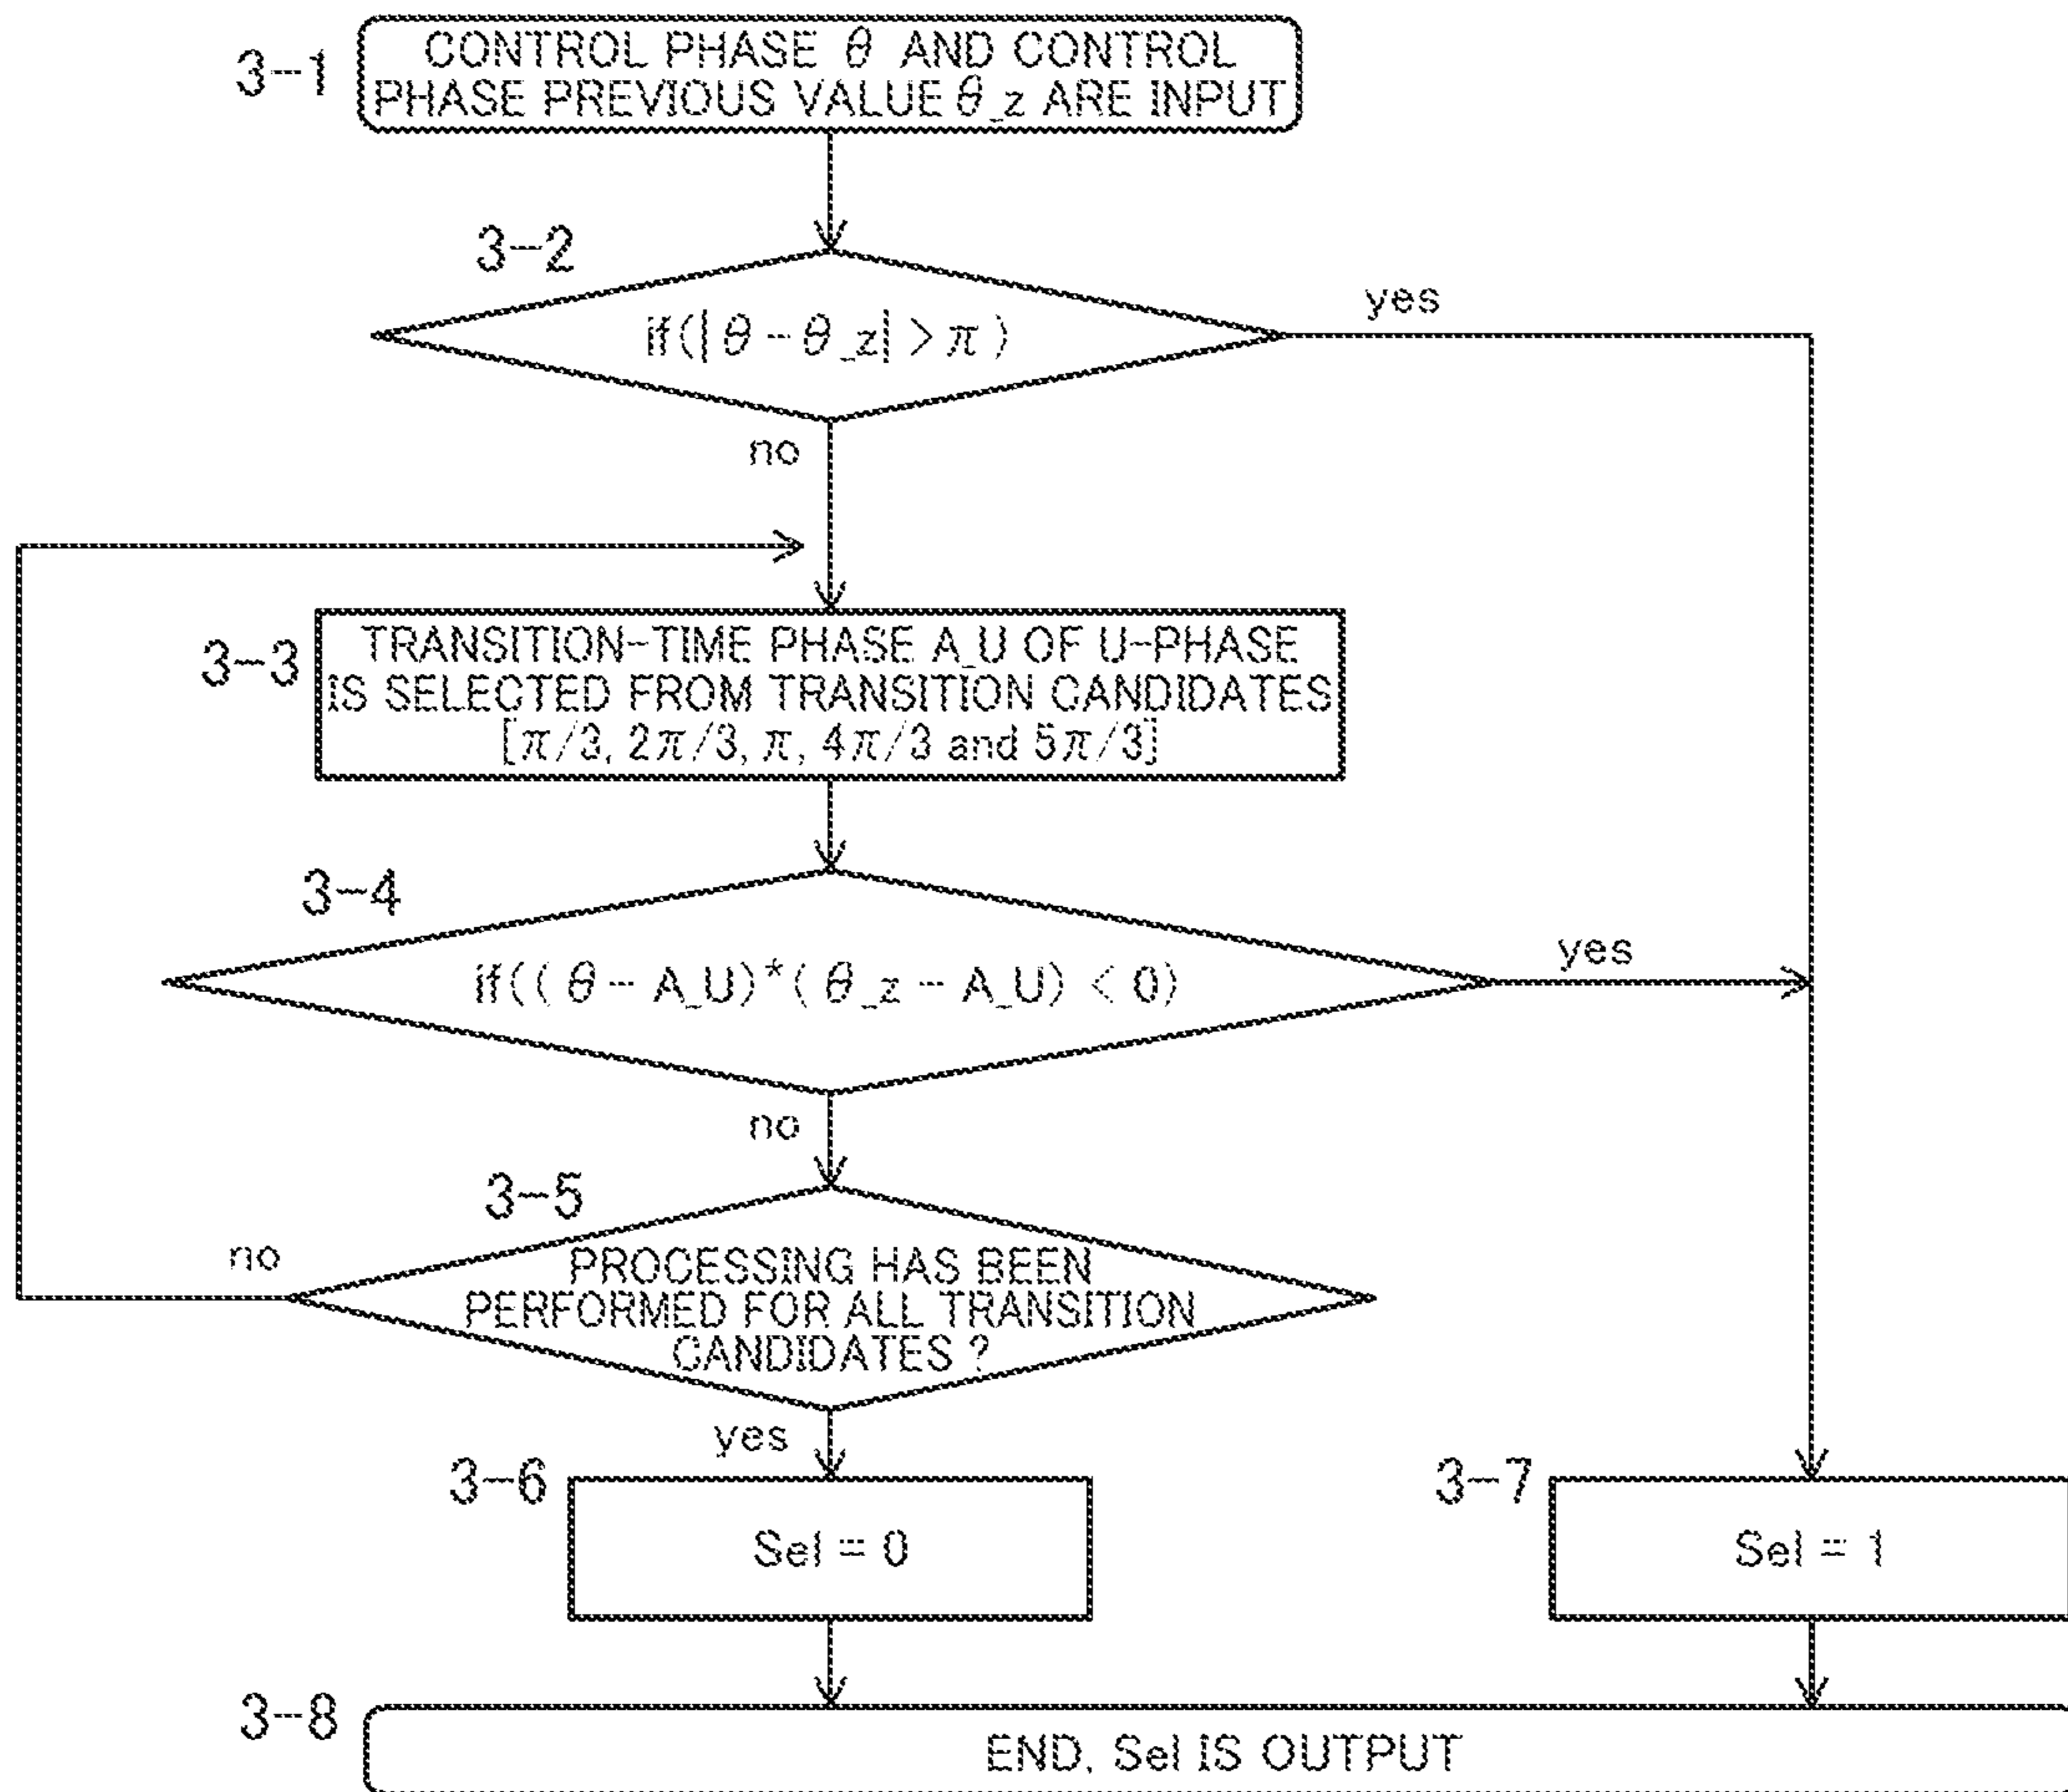 3-1
CONTROL PHASE θ AND CONTROL
PHASE PREVIOUS VALUE θ_z ARE INPUT
3-2
if(|θ-θ_z|>π)
yes
no
3-3
TRANSITION-TIME PHASE A_U OF U-PHASE
IS SELECTED FROM TRANSITION CANDIDATES
[π/3, 2π/3, π, 4π/3 and 5π/3]
3-4
if((θ-A_U)*(θ_z-A_U)<0)
yes
no
3-5
PROCESSING HAS BEEN
PERFORMED FOR ALL TRANSITION
CANDIDATES ?
no
yes
3-6
Sel = 0
3-7
Sel = 1
3-8
END, Sel IS OUTPUT